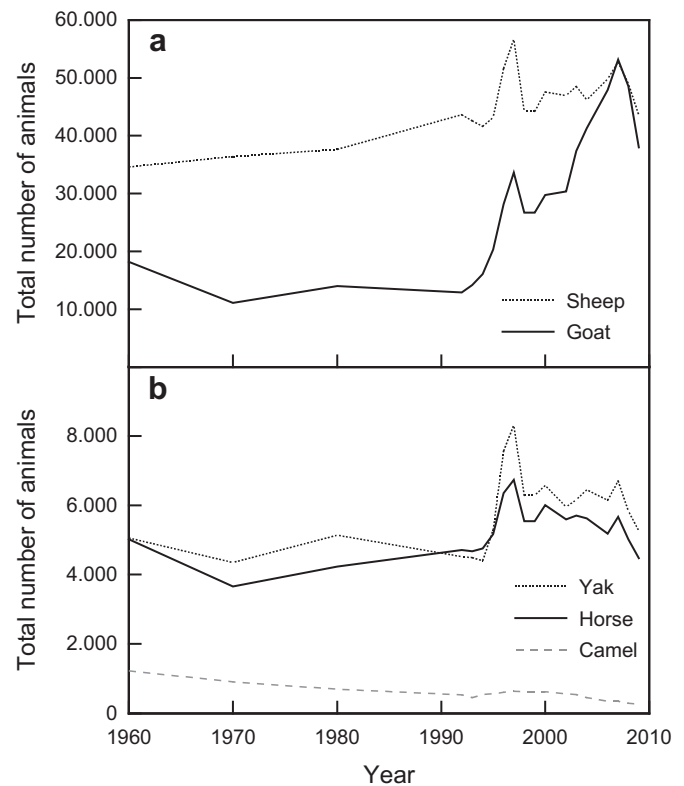 60.000
a
50.000
40.000
30.000
20.000
10.000
Total number of animals
Sheep
Goat
b
8.000
6.000
4.000
2.000
0
Total number of animals
Yak
Horse
Camel
1960 1970 1980 1990 2000 2010
Year